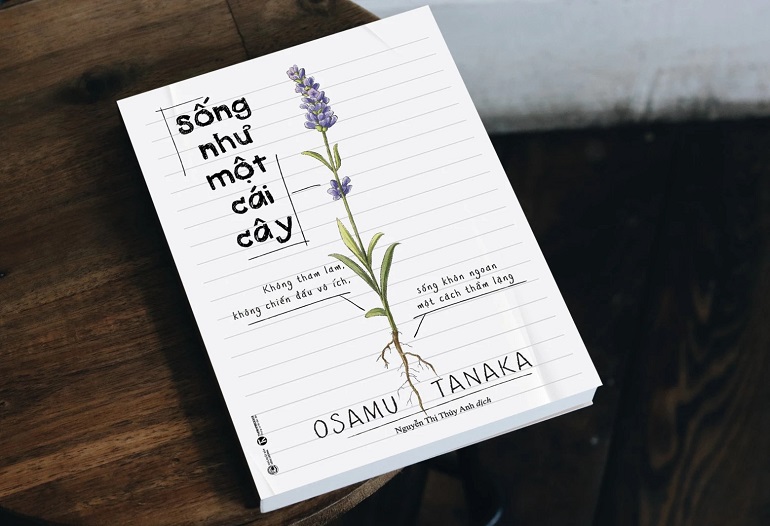 sống
như
một
cái
cây
Không tham lam,
không chiến đấu vô ích,
sống khôn ngoan
một cách thầm lặng
OSAMU TANAKA
Nguyễn Thị Thùy Anh dịch